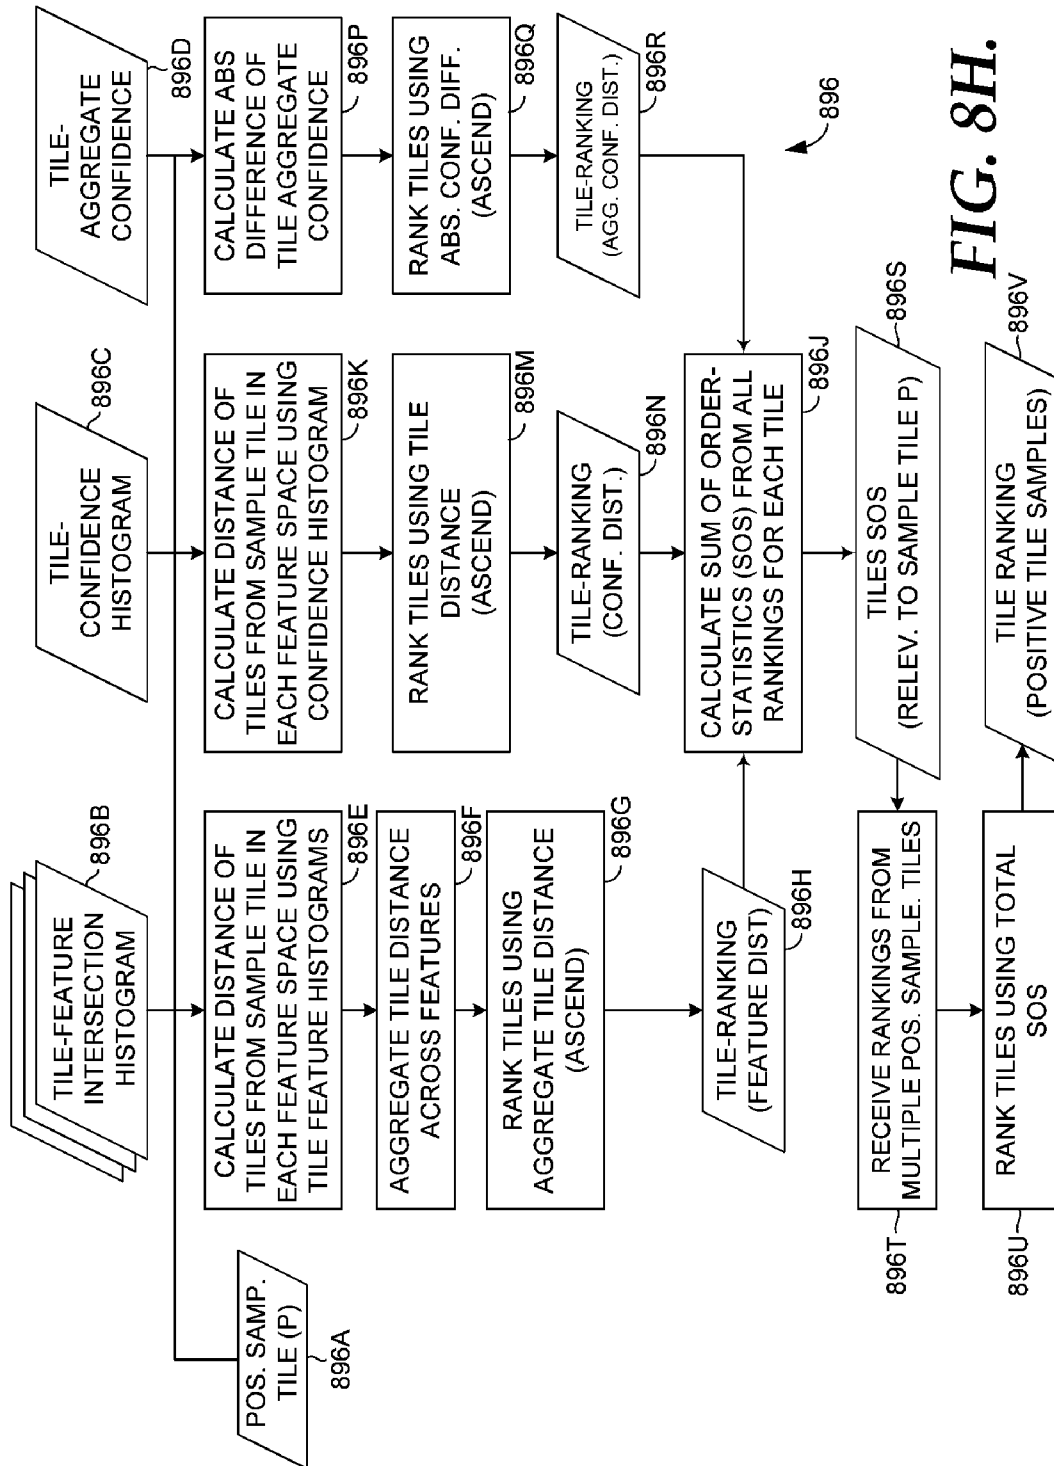 POS. SAMP.
TILE (P)
896A
TILE-FEATURE
INTERSECTION
HISTOGRAM
896B
TILE-
CONFIDENCE
HISTOGRAM
896C
TILE-
AGGREGATE
CONFIDENCE
896D
CALCULATE DISTANCE OF
TILES FROM SAMPLE TILE IN
EACH FEATURE SPACE USING
TILE FEATURE HISTOGRAMS
896E
AGGREGATE TILE DISTANCE
ACROSS FEATURES
896F
RANK TILES USING
AGGREGATE TILE DISTANCE
(ASCEND)
896G
TILE-RANKING
(FEATURE DIST)
896H
CALCULATE DISTANCE OF
TILES FROM SAMPLE TILE IN
EACH FEATURE SPACE USING
CONFIDENCE HISTOGRAM
896K
RANK TILES USING TILE
DISTANCE
(ASCEND)
896M
TILE-RANKING
(CONF. DIST.)
896N
CALCULATE ABS
DIFFERENCE OF
TILE AGGREGATE
CONFIDENCE
896P
RANK TILES USING
ABS. CONF. DIFF.
(ASCEND)
896Q
TILE-RANKING
(AGG. CONF. DIST.)
896R
896
CALCULATE SUM OF ORDER-
STATISTICS (SOS) FROM ALL
RANKINGS FOR EACH TILE
896J
TILES SOS
(RELEV. TO SAMPLE TILE P)
896S
RECEIVE RANKINGS FROM
MULTIPLE POS. SAMPLE. TILES
896T
RANK TILES USING TOTAL
SOS
896U
TILE RANKING
(POSITIVE TILE SAMPLES)
896V
FIG. 8H.